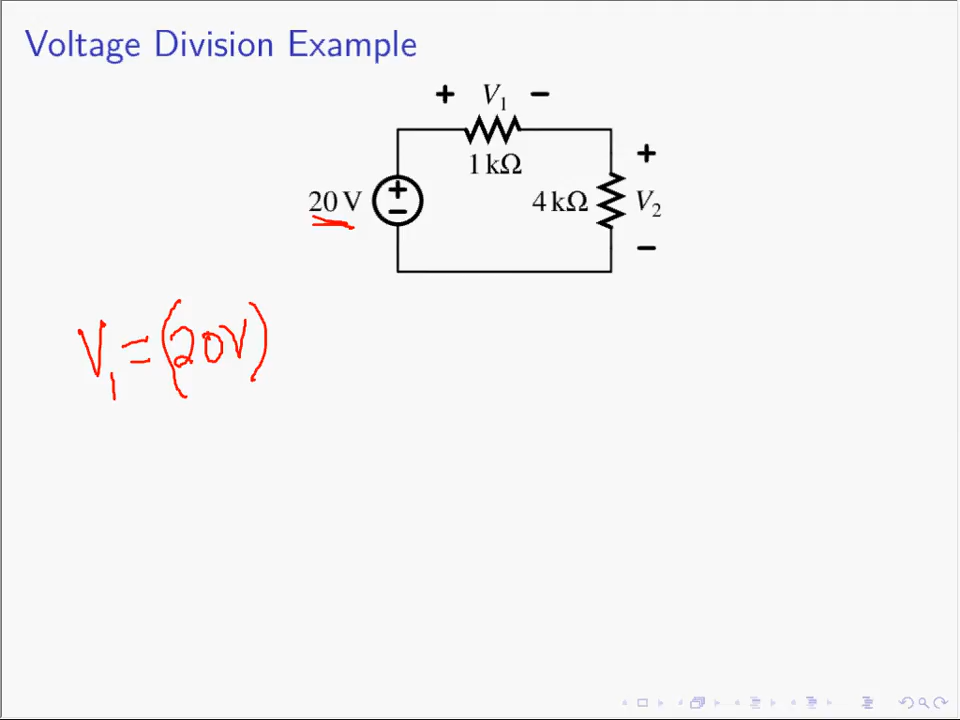 Voltage Division Example
+ V₁ −
1 kΩ
+
20 V + − 4 kΩ V₂
−
V₁ = (20V)